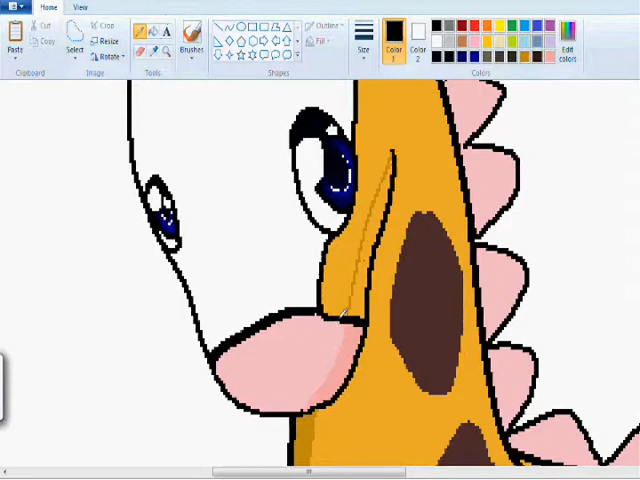 Home View
Paste
Cut
Copy
Clipboard
Select
Crop
Resize
Rotate
Image
Tools
Brushes
Shapes
Outline
Fill
Size
Color 1
Color 2
Colors
Edit colors